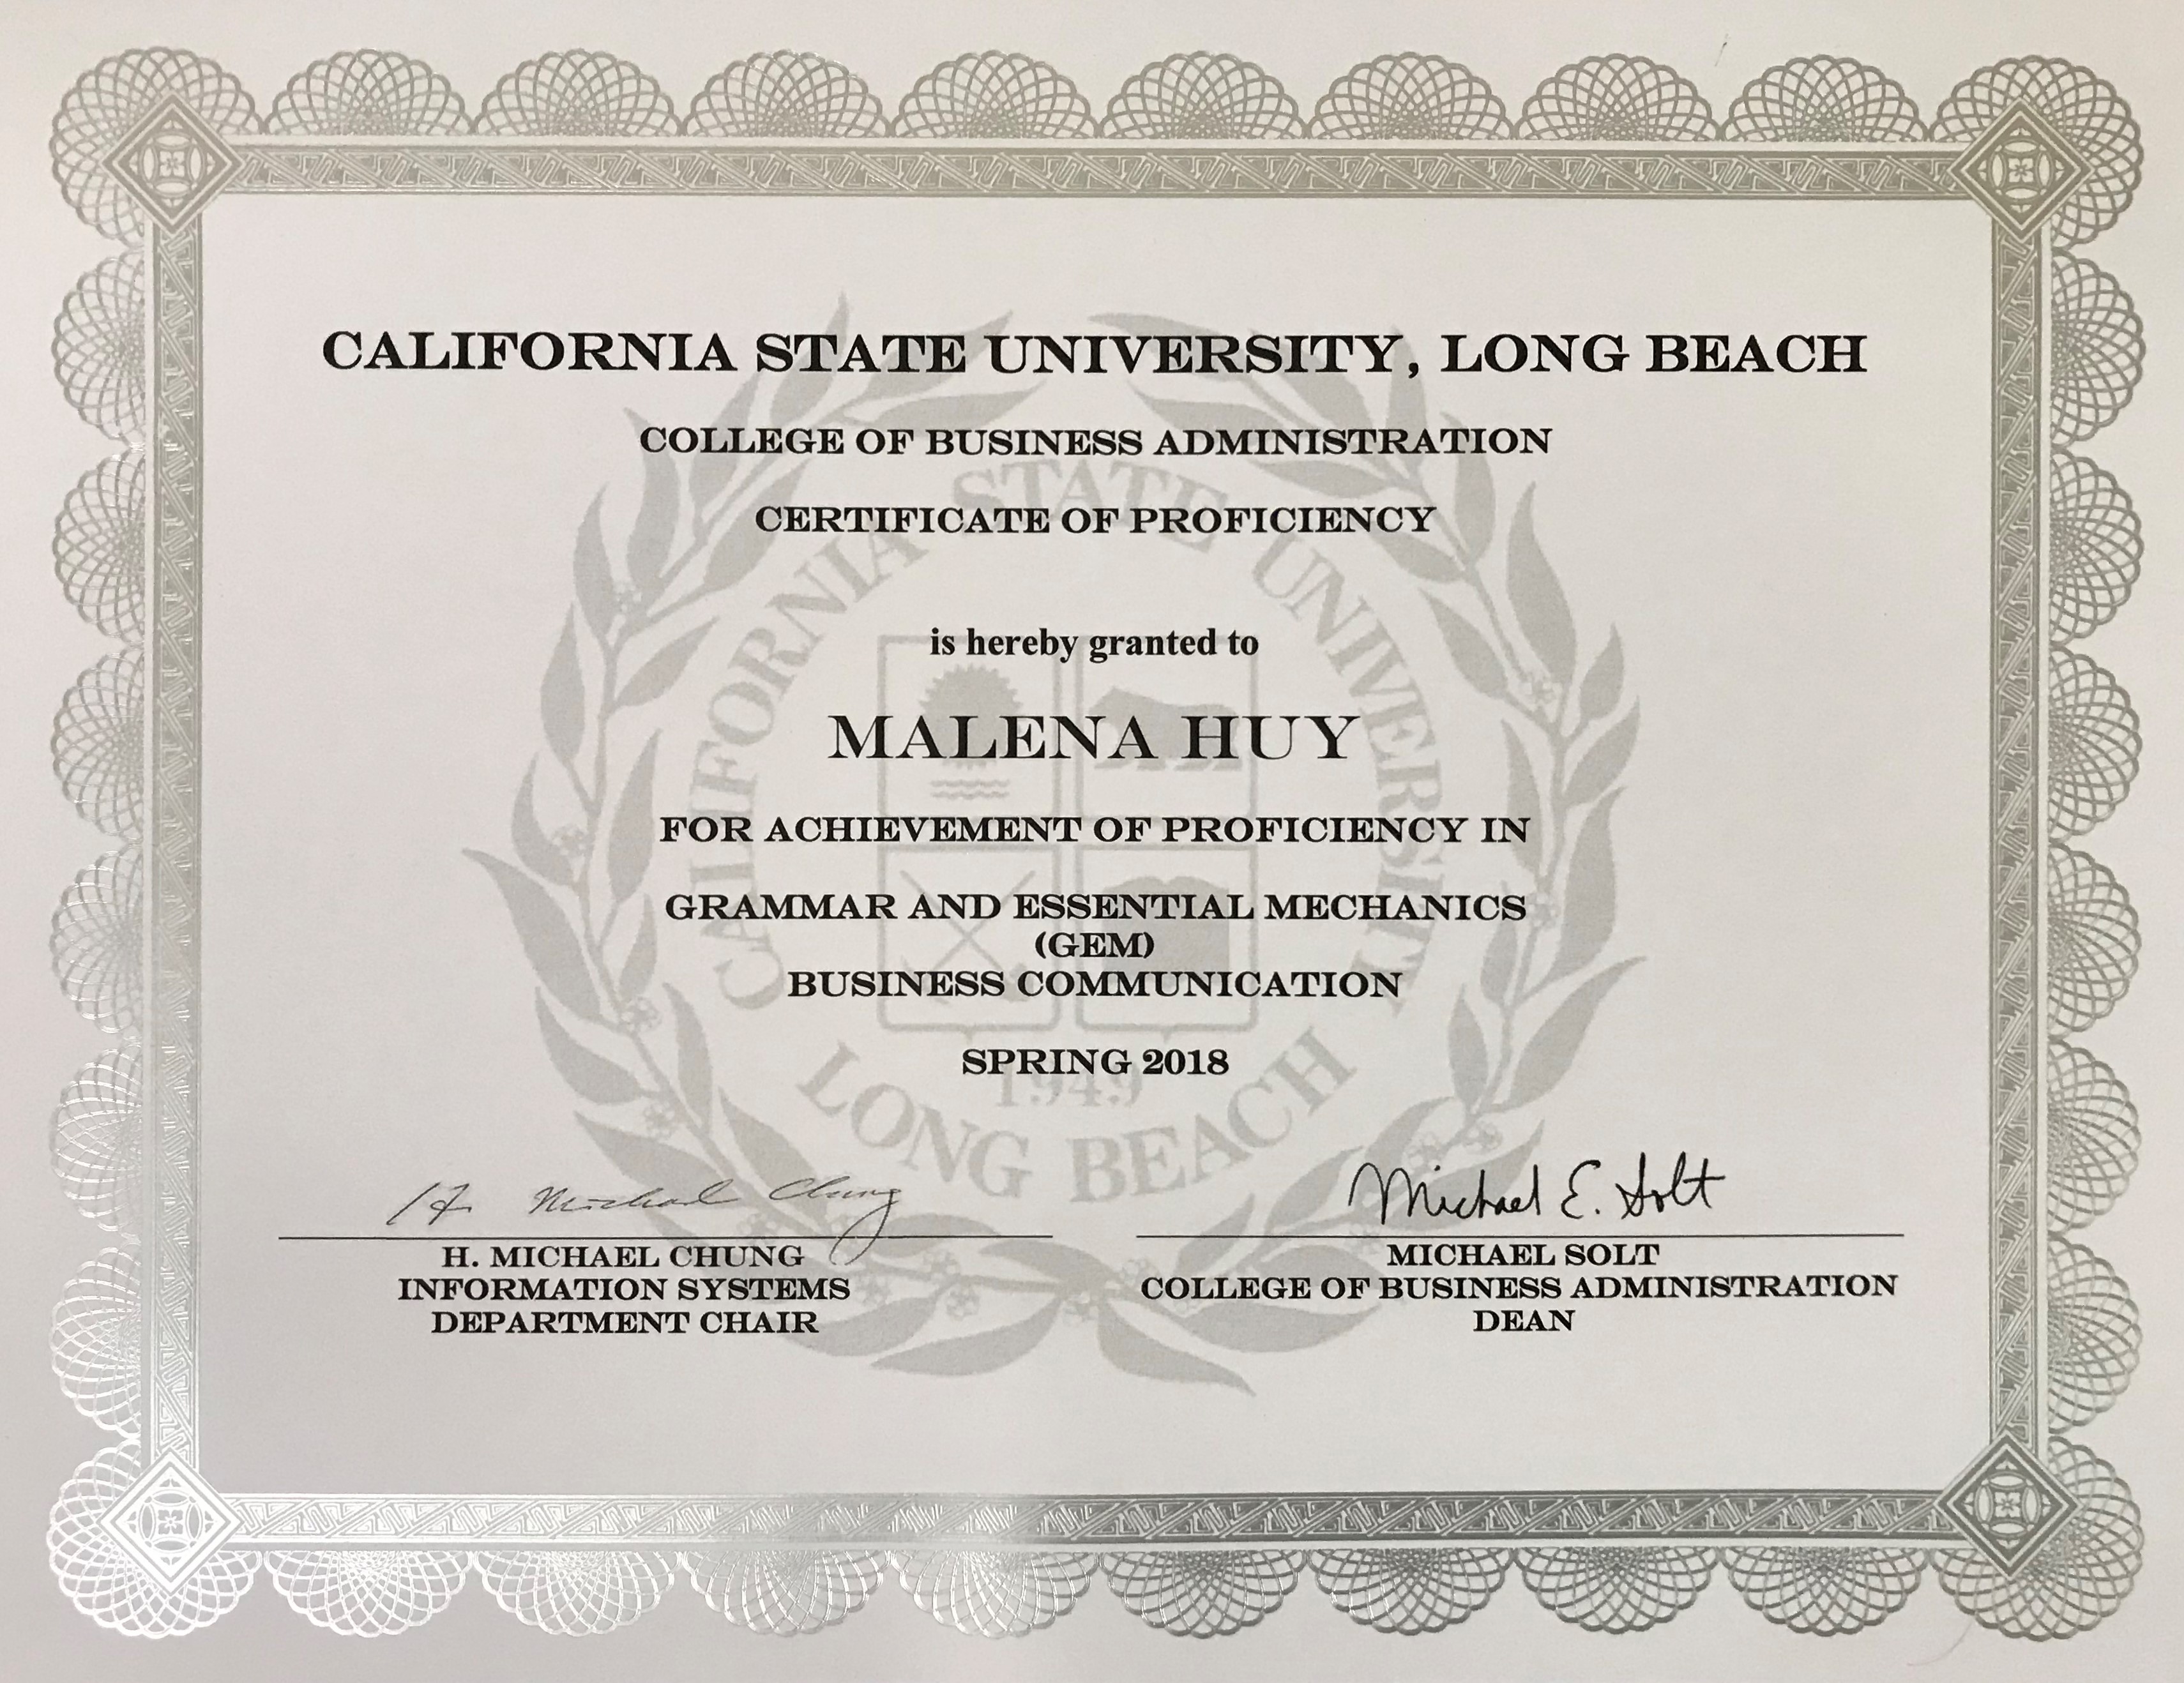 CALIFORNIA STATE UNIVERSITY, LONG BEACH
COLLEGE OF BUSINESS ADMINISTRATION
CERTIFICATE OF PROFICIENCY
is hereby granted to
MALENA HUY
FOR ACHIEVEMENT OF PROFICIENCY IN
GRAMMAR AND ESSENTIAL MECHANICS
(GEM)
BUSINESS COMMUNICATION
SPRING 2018
CALIFORNIA STATE UNIVERSITY
1949
LONG BEACH
H. Michael Chung
H. MICHAEL CHUNG
INFORMATION SYSTEMS
DEPARTMENT CHAIR
Michael E. Solt
MICHAEL SOLT
COLLEGE OF BUSINESS ADMINISTRATION
DEAN